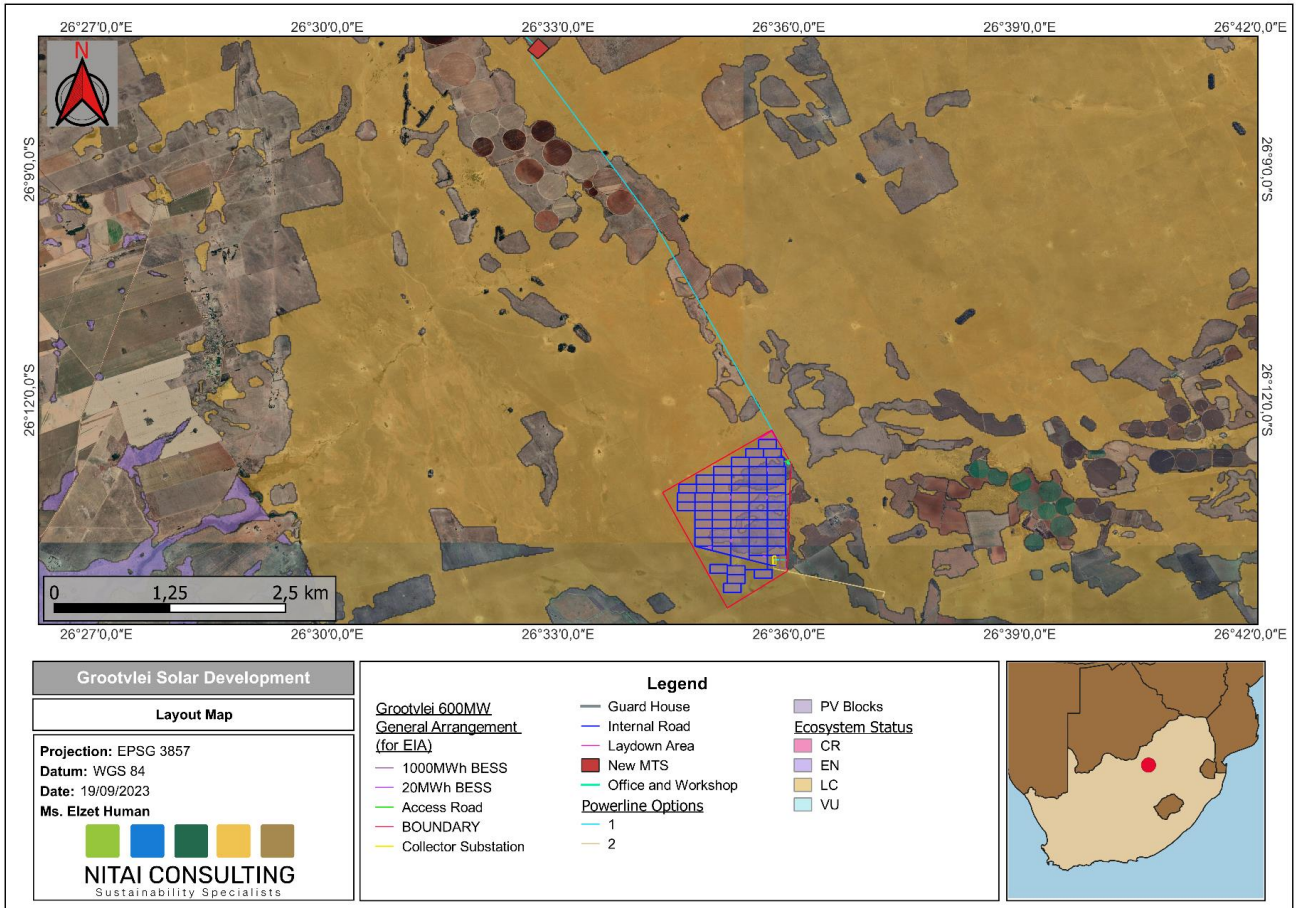 26°27'0,0"E 26°30'0,0"E 26°33'0,0"E 26°36'0,0"E 26°39'0,0"E 26°42'0,0"E
N
26°9'0,0"S
26°9'0,0"S
26°12'0,0"S
26°12'0,0"S
0 1,25 2,5 km
26°27'0,0"E 26°30'0,0"E 26°33'0,0"E 26°36'0,0"E 26°39'0,0"E 26°42'0,0"E
Grootvlei Solar Development
Layout Map
Projection: EPSG 3857
Datum: WGS 84
Date: 19/09/2023
Ms. Elzet Human
NITAI CONSULTING
Sustainability Specialists
Legend
Grootvlei 600MW
General Arrangement
(for EIA)
1000MWh BESS
20MWh BESS
Access Road
BOUNDARY
Collector Substation
Guard House
Internal Road
Laydown Area
New MTS
Office and Workshop
Powerline Options
1
2
PV Blocks
Ecosystem Status
CR
EN
LC
VU